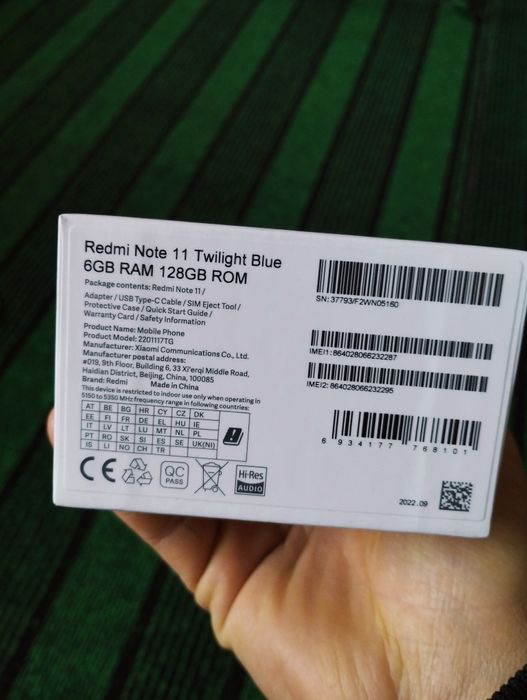 Redmi Note 11 Twilight Blue
6GB RAM 128GB ROM
Package contents: Redmi Note 11 /
Adapter / USB Type-C Cable / SIM Eject Tool /
Protective Case / Quick Start Guide /
Warranty Card / Safety Information
Product Name: Mobile Phone
Product Model: 2201117TG
Manufacturer: Xiaomi Communications Co., Ltd.
Manufacturer postal address:
#019, 9th Floor, Building 6, 33 Xi'erqi Middle Road,
Haidian District, Beijing, China, 100085
Brand: Redmi Made in China
This device is restricted to indoor use only when operating in
5150 to 5350 MHz frequency range in following countries:
AT BE BG HR CY CZ DK
EE FI FR DE EL HU IE
IT LV LT LU MT NL PL
PT RO SK SI ES SE UK(NI)
IS LI NO CH TR
CE
QC
PASS
Hi-Res
AUDIO
SN: 37793/F2WN05160
IMEI1: 864028066232287
IMEI2: 864028066232295
6 934177 768101
2022.09